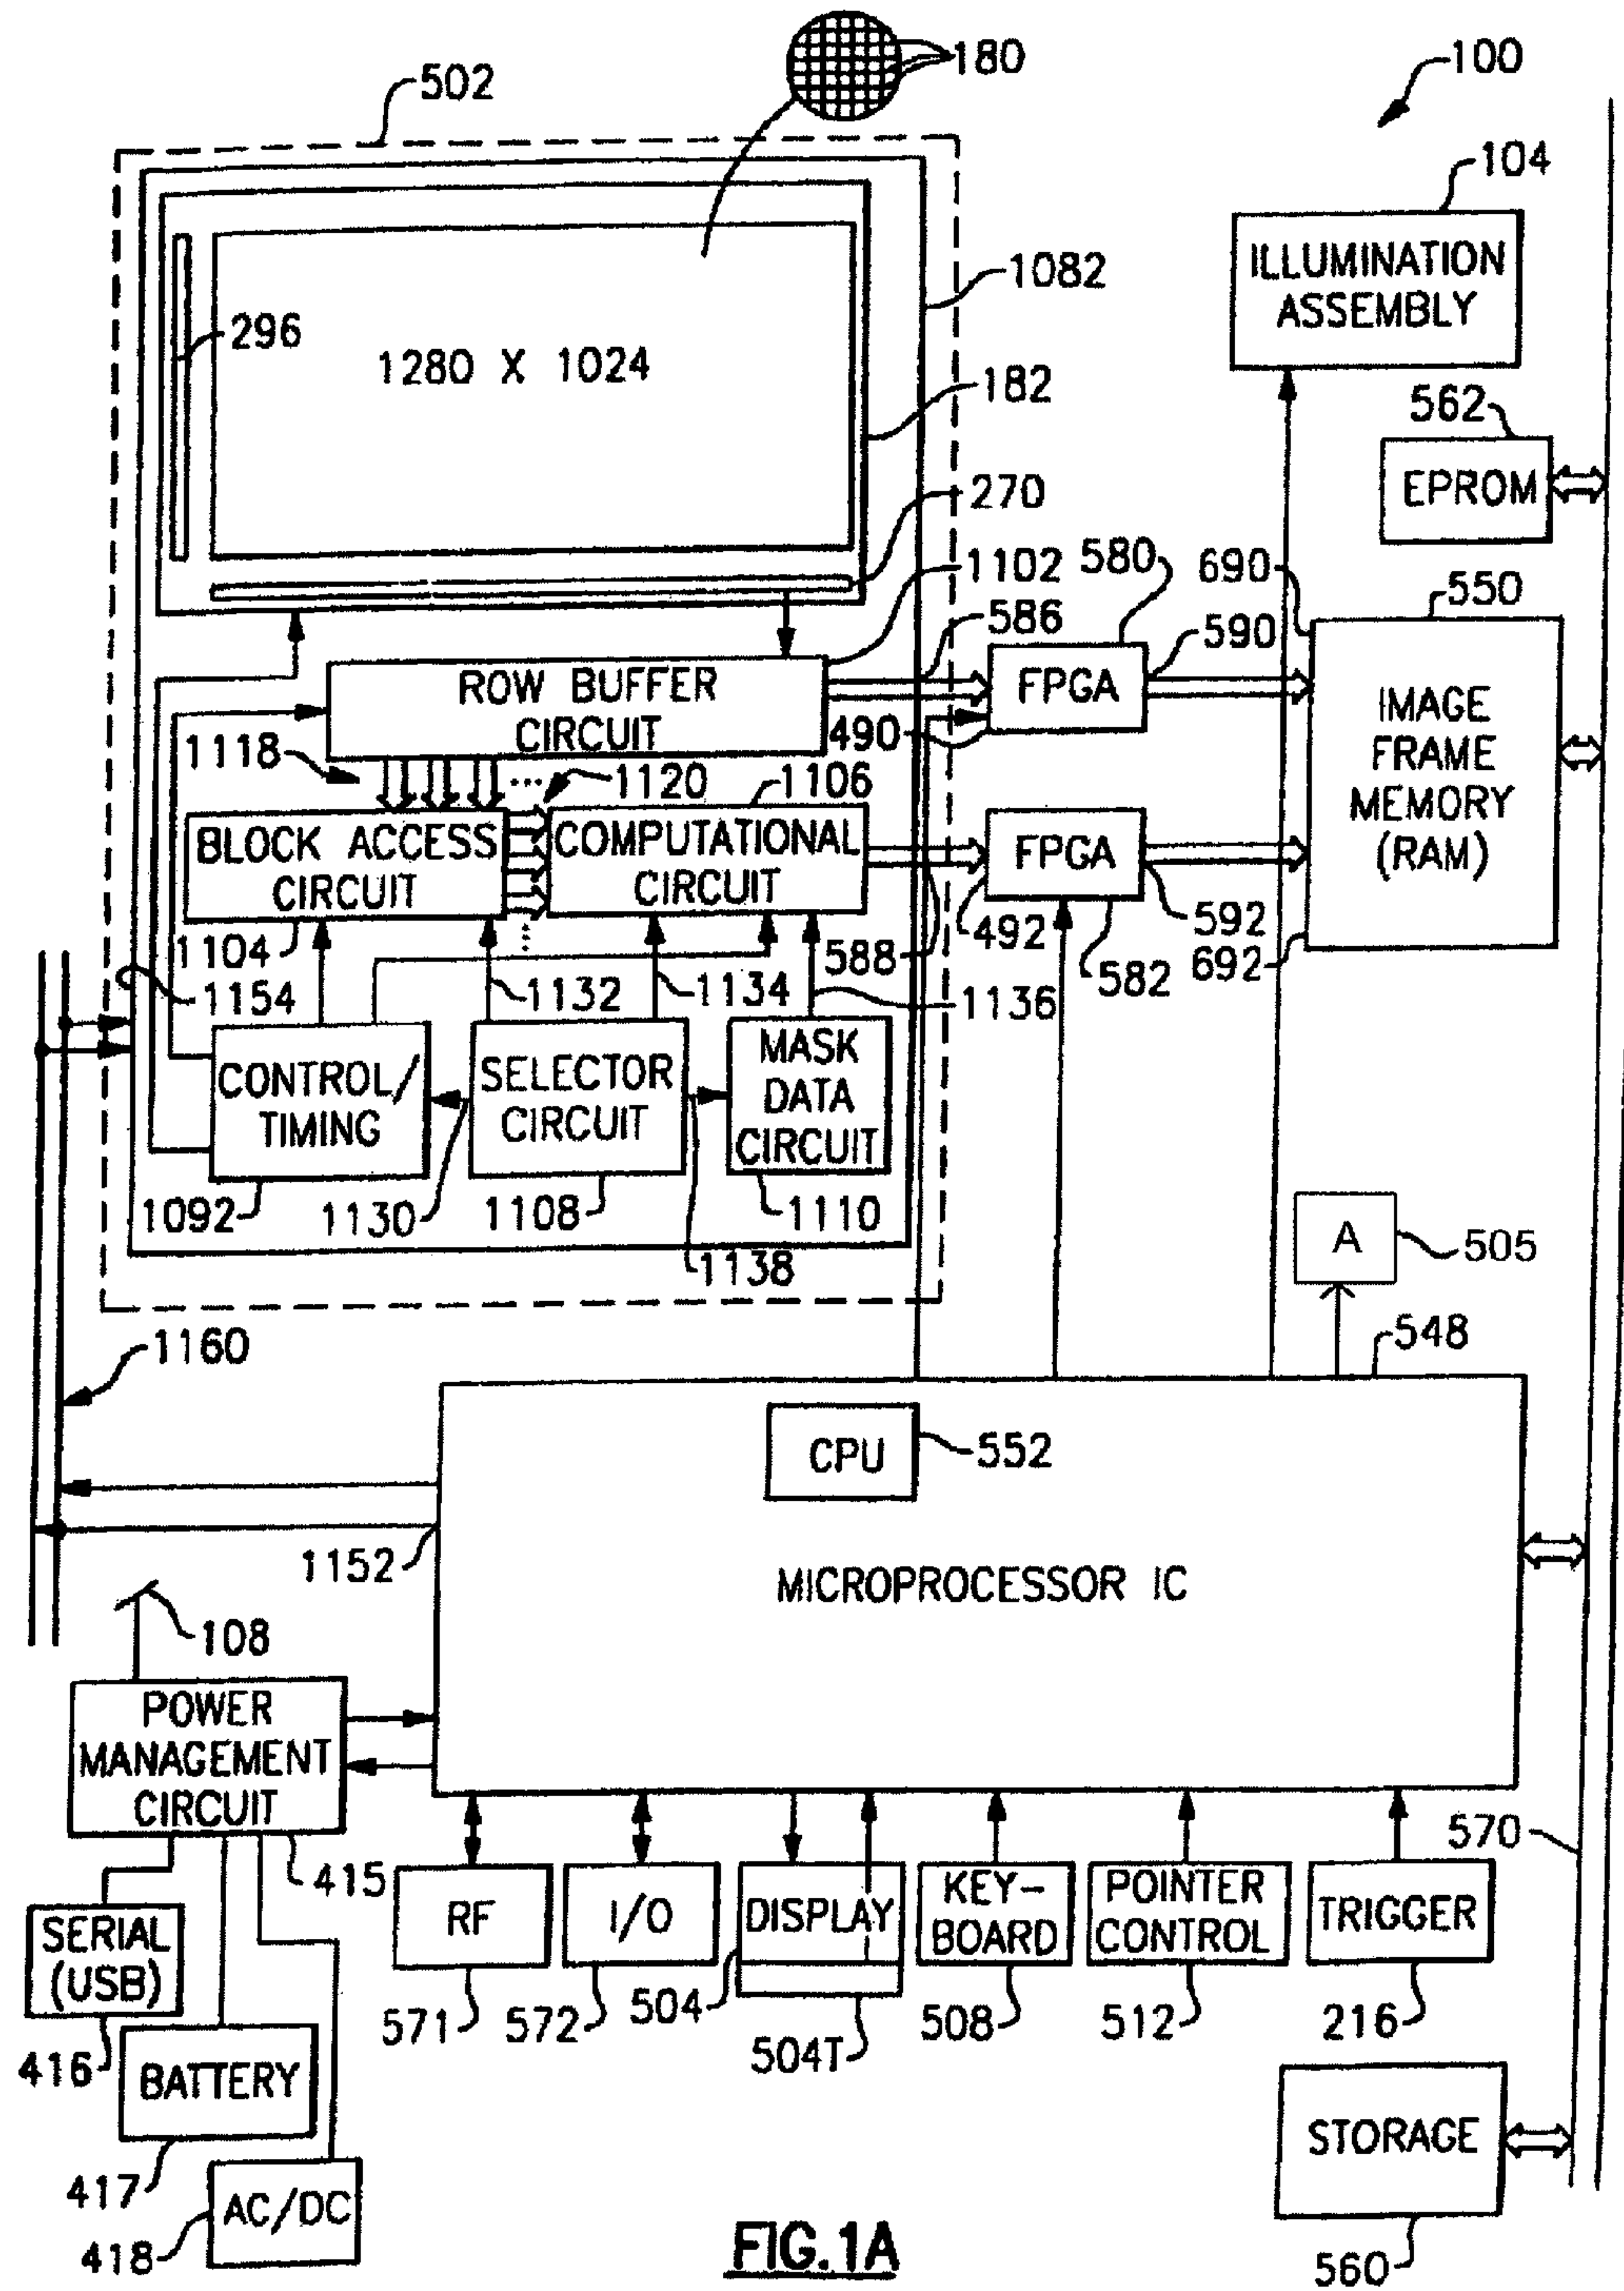 180
100
502
104
ILLUMINATION
ASSEMBLY
1082
296
1280 X 1024
182
562
EPROM
270
1102
580
690
550
586
590
ROW BUFFER
CIRCUIT
FPGA
IMAGE
FRAME
MEMORY
(RAM)
490
1118
...
1120
1106
BLOCK ACCESS
CIRCUIT
COMPUTATIONAL
CIRCUIT
FPGA
1104
588
492
592
582
692
1154
1132
1134
1136
CONTROL/
TIMING
SELECTOR
CIRCUIT
MASK
DATA
CIRCUIT
1092
1130
1108
1110
1138
A
505
1160
548
CPU
552
1152
MICROPROCESSOR IC
108
POWER
MANAGEMENT
CIRCUIT
415
570
SERIAL
(USB)
RF
I/O
DISPLAY
KEY-
BOARD
POINTER
CONTROL
TRIGGER
416
571
572
504
504T
508
512
216
BATTERY
417
STORAGE
AC/DC
418
560
FIG.1A